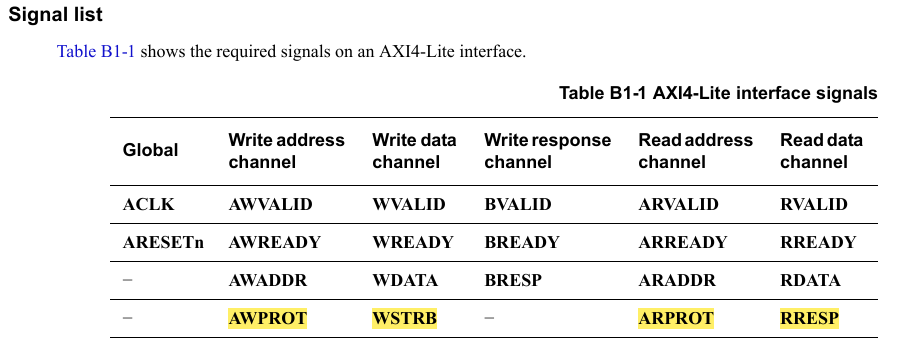 Signal list
Table B1-1 shows the required signals on an AXI4-Lite interface.
Table B1-1 AXI4-Lite interface signals
Global Write address channel Write data channel Write response channel Read address channel Read data channel
ACLK AWVALID WVALID BVALID ARVALID RVALID
ARESETn AWREADY WREADY BREADY ARREADY RREADY
– AWADDR WDATA BRESP ARADDR RDATA
– AWPROT WSTRB – ARPROT RRESP